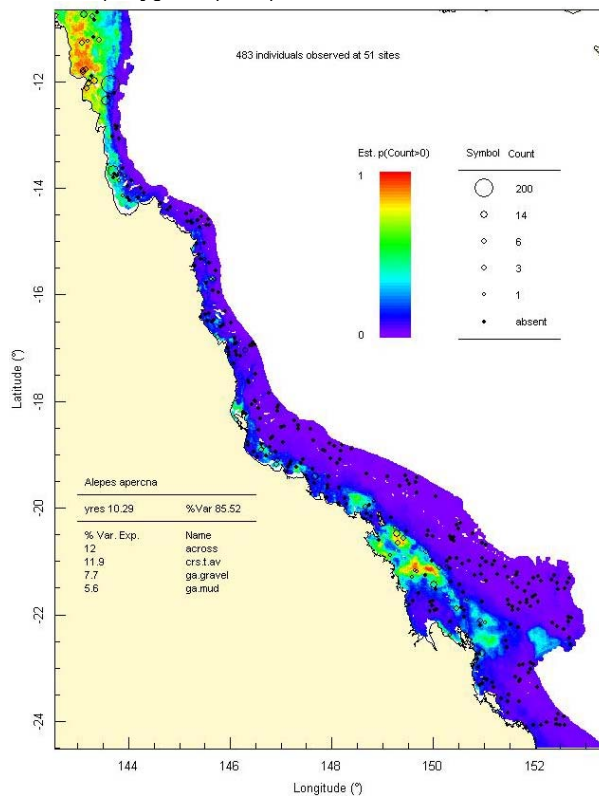 483 individuals observed at 51 sites
Est. p(Count>0)
1
0
Symbol Count
200
14
6
3
1
absent
-12
-14
-16
-18
-20
-22
-24
Latitude (°)
Alepes apercna
yres 10.29 %Var 85.52
% Var. Exp. Name
12 across
11.9 crs.t.av
7.7 ga.gravel
5.6 ga.mud
144 146 148 150 152
Longitude (°)